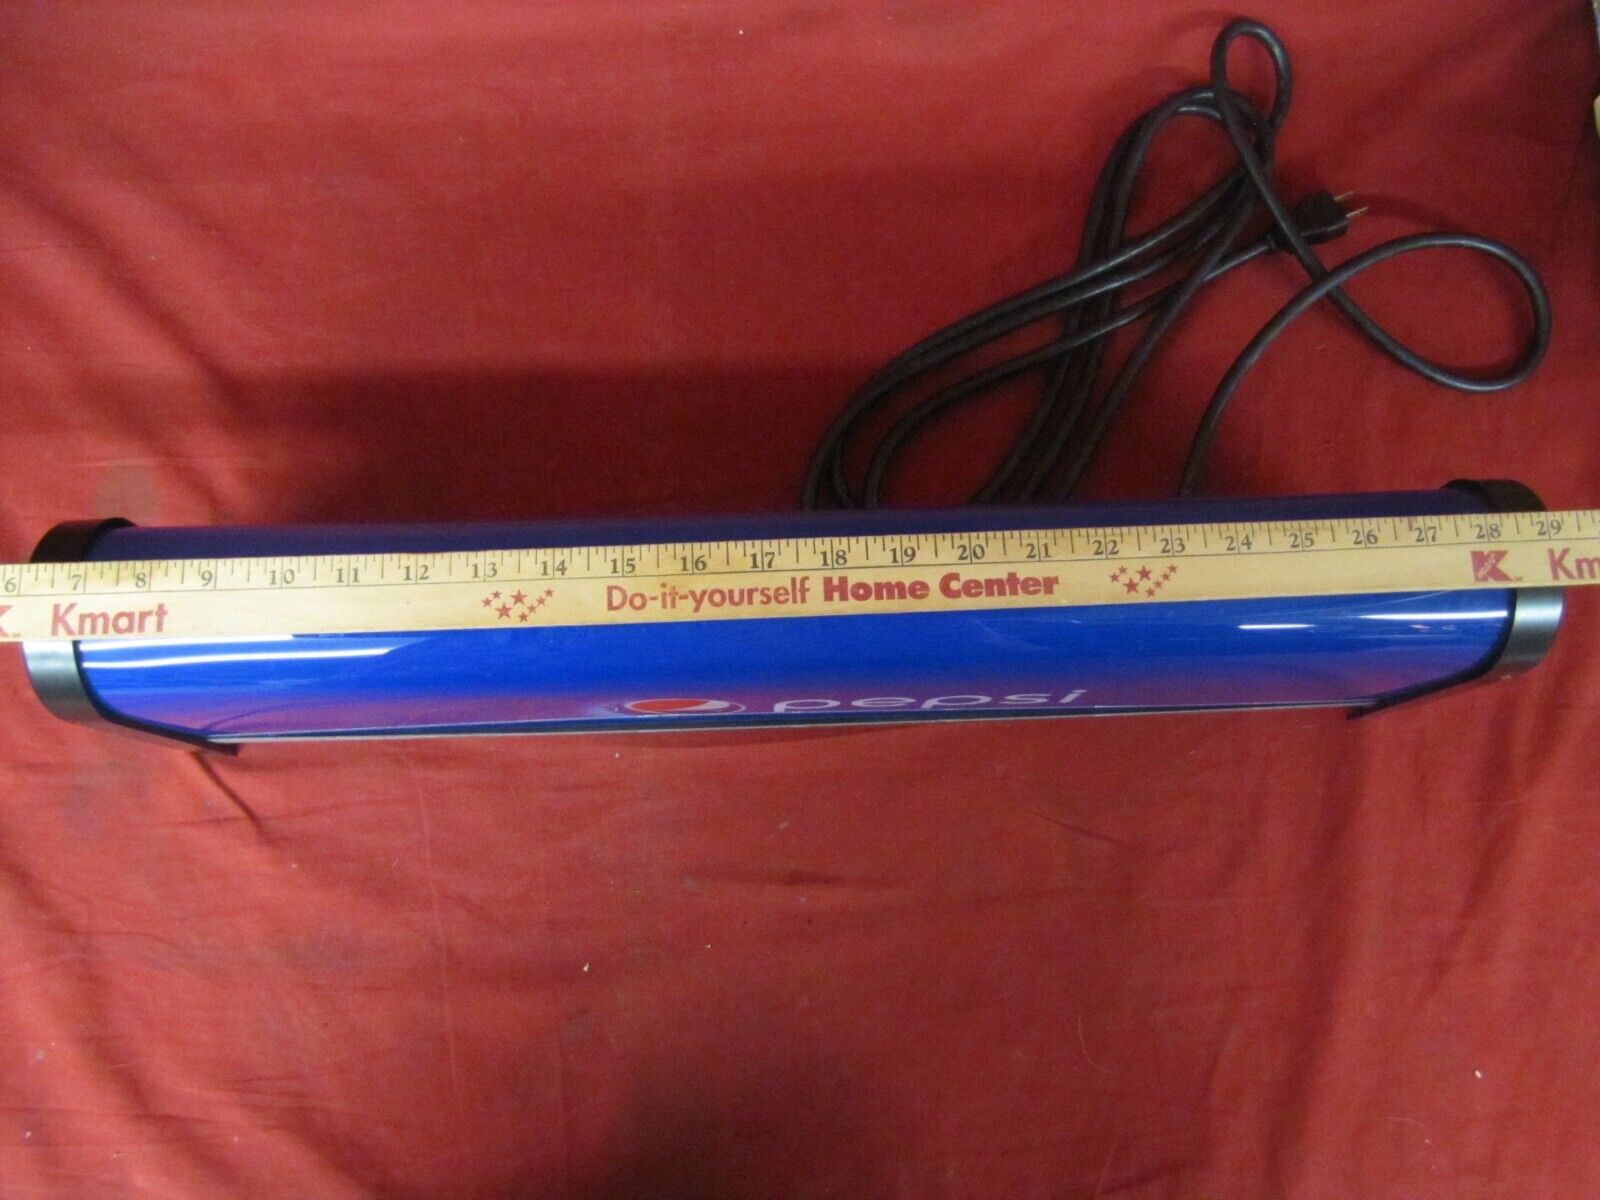 6 7 8 9 10 11 12 13 14 15 16 17 18 19 20 21 22 23 24 25 26 27 28 29
K Kmart Do-it-yourself Home Center K Km
pepsi